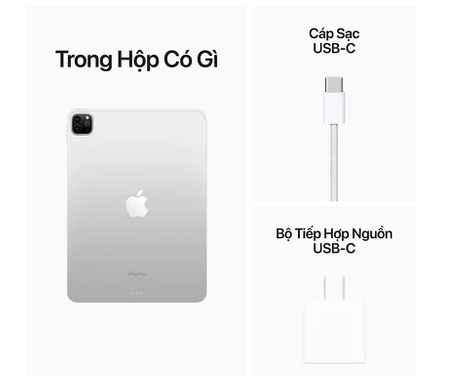 Trong Hộp Có Gì
Cáp Sạc
USB-C
Bộ Tiếp Hợp Nguồn
USB-C